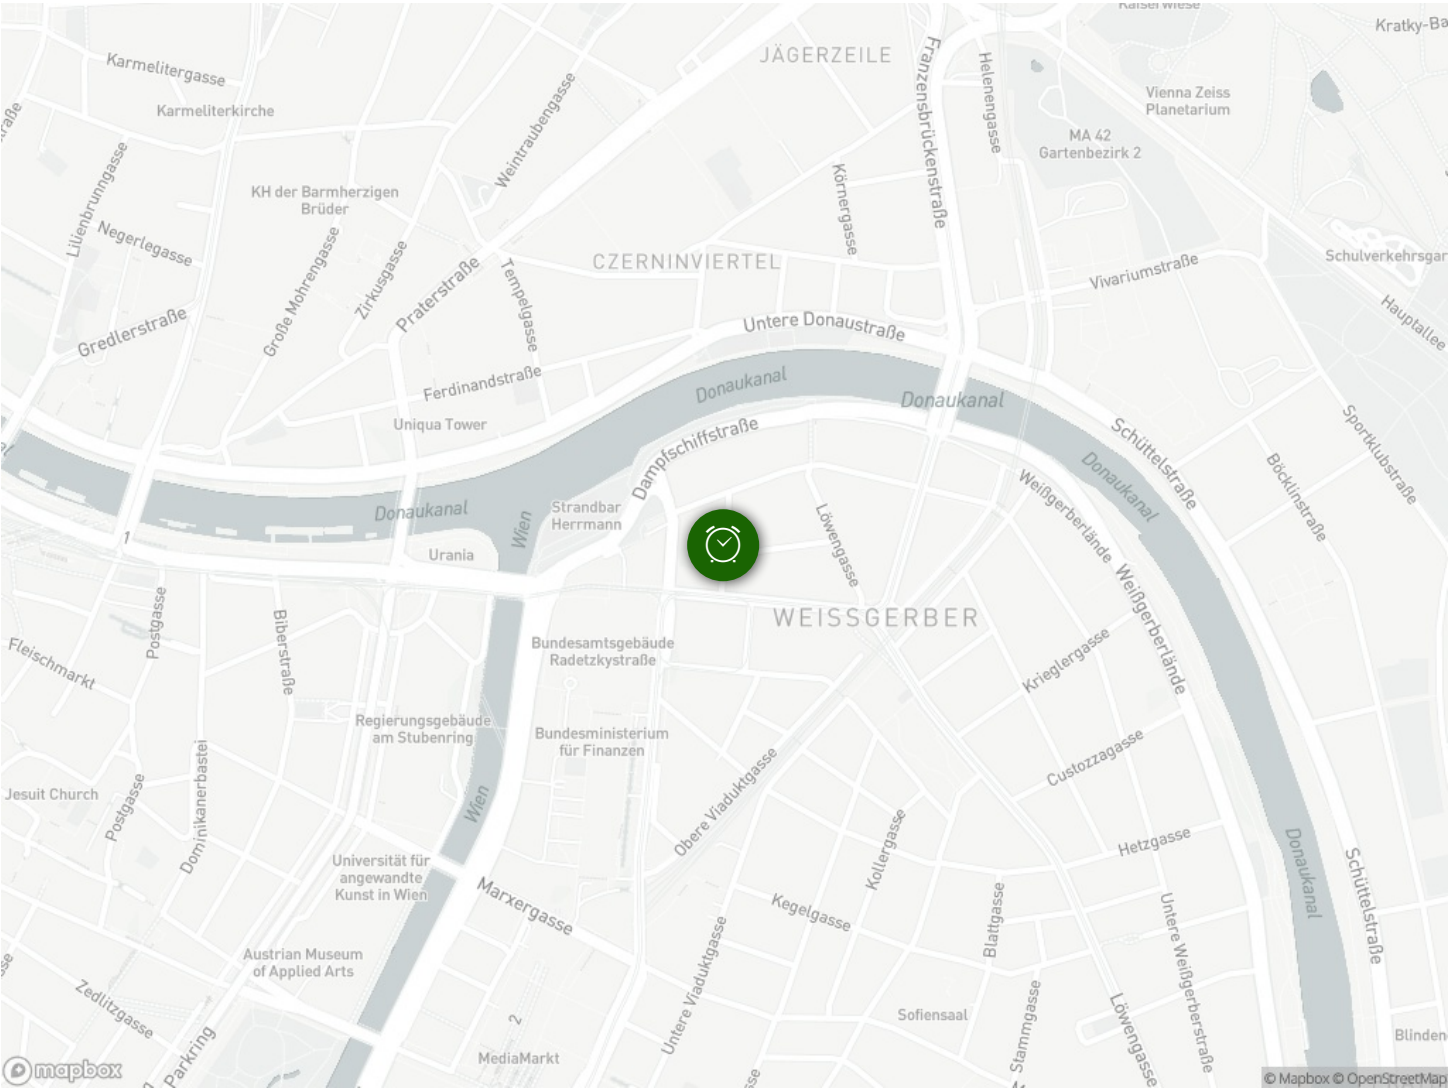 Kaiserwiese
Kratky-Ba
JÄGERZEILE
Franzensbrückenstraße
Helenengasse
Karmelitergasse
Karmeliterkirche
Weintraubengasse
Vienna Zeiss
Planetarium
MA 42
Gartenbezirk 2
raße
Lilienbrunngasse
KH der Barmherzigen
Brüder
Körnergasse
Negerlegasse
Große Mohrengasse
Zirkusgasse
Praterstraße
Tempelgasse
CZERNINVIERTEL
Vivariumstraße
Schulverkehrsgar
Hauptallee
Gredlerstraße
Untere Donaustraße
Ferdinandstraße
Donaukanal
Donaukanal
Uniqua Tower
Dampfschiffstraße
Schüttelstraße
Sportklubstraße
Böcklinstraße
al
Donaukanal
Donaukanal
Wien
Strandbar
Herrmann
Löwengasse
Weißgerberlände
1
Urania
Postgasse
Biberstraße
Weißgerberlände
WEISSGERBER
Fleischmarkt
Bundesamtsgebäude
Radetzkystraße
Krieglergasse
Regierungsgebäude
am Stubenring
Bundesministerium
für Finanzen
Custozzagasse
Jesuit Church
Postgasse
Dominikanerbastei
Wien
Obere Viaduktgasse
Kollergasse
Hetzgasse
Donaukanal
Universität für
angewandte
Kunst in Wien
Marxergasse
Kegelgasse
Blattgasse
Untere Weißgerberstraße
Schüttelstraße
Austrian Museum
of Applied Arts
Zedlitzgasse
Untere Viaduktgasse
Sofiensaal
Stammgasse
Löwengasse
Blinden
Parkring
2
MediaMarkt
mapbox
© Mapbox © OpenStreetMap